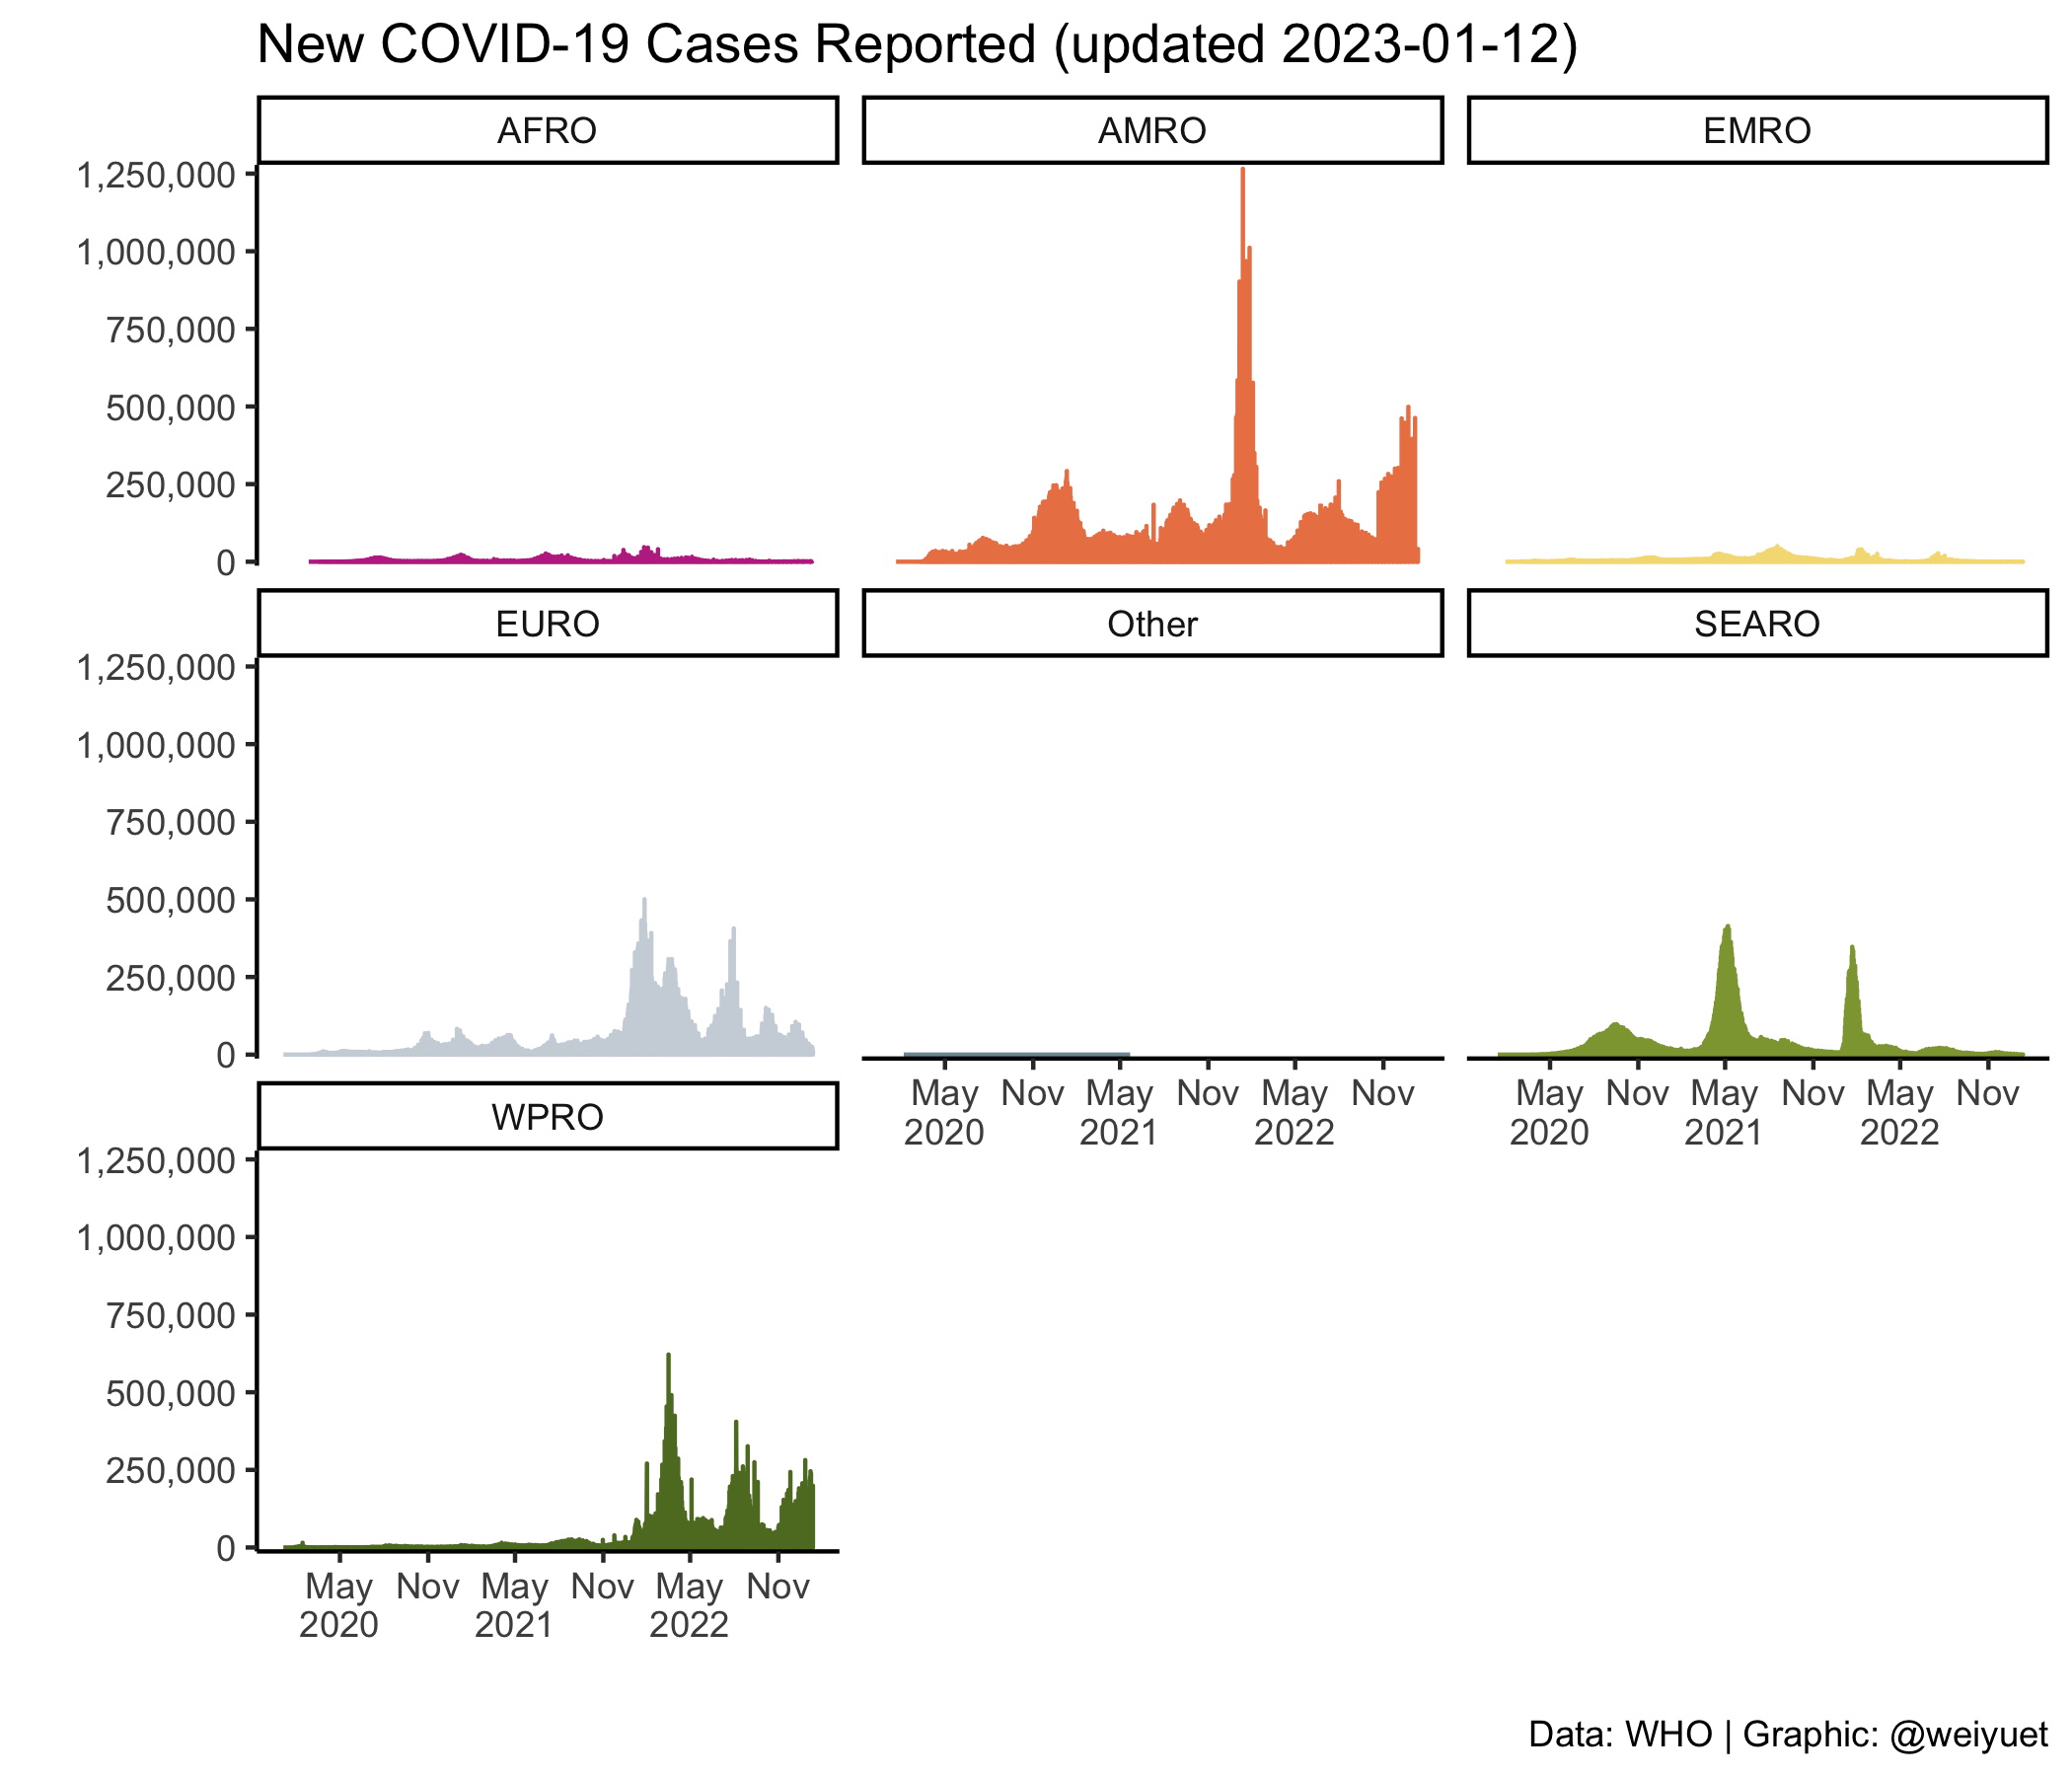 New COVID-19 Cases Reported (updated 2023-01-12)
AFRO
AMRO
EMRO
1,250,000
1,000,000
750,000
500,000
250,000
0
EURO
Other
SEARO
1,250,000
1,000,000
750,000
500,000
250,000
0
May Nov May Nov May Nov
2020 2021 2022
May Nov May Nov May Nov
2020 2021 2022
WPRO
1,250,000
1,000,000
750,000
500,000
250,000
0
May Nov May Nov May Nov
2020 2021 2022
Data: WHO | Graphic: @weiyuet